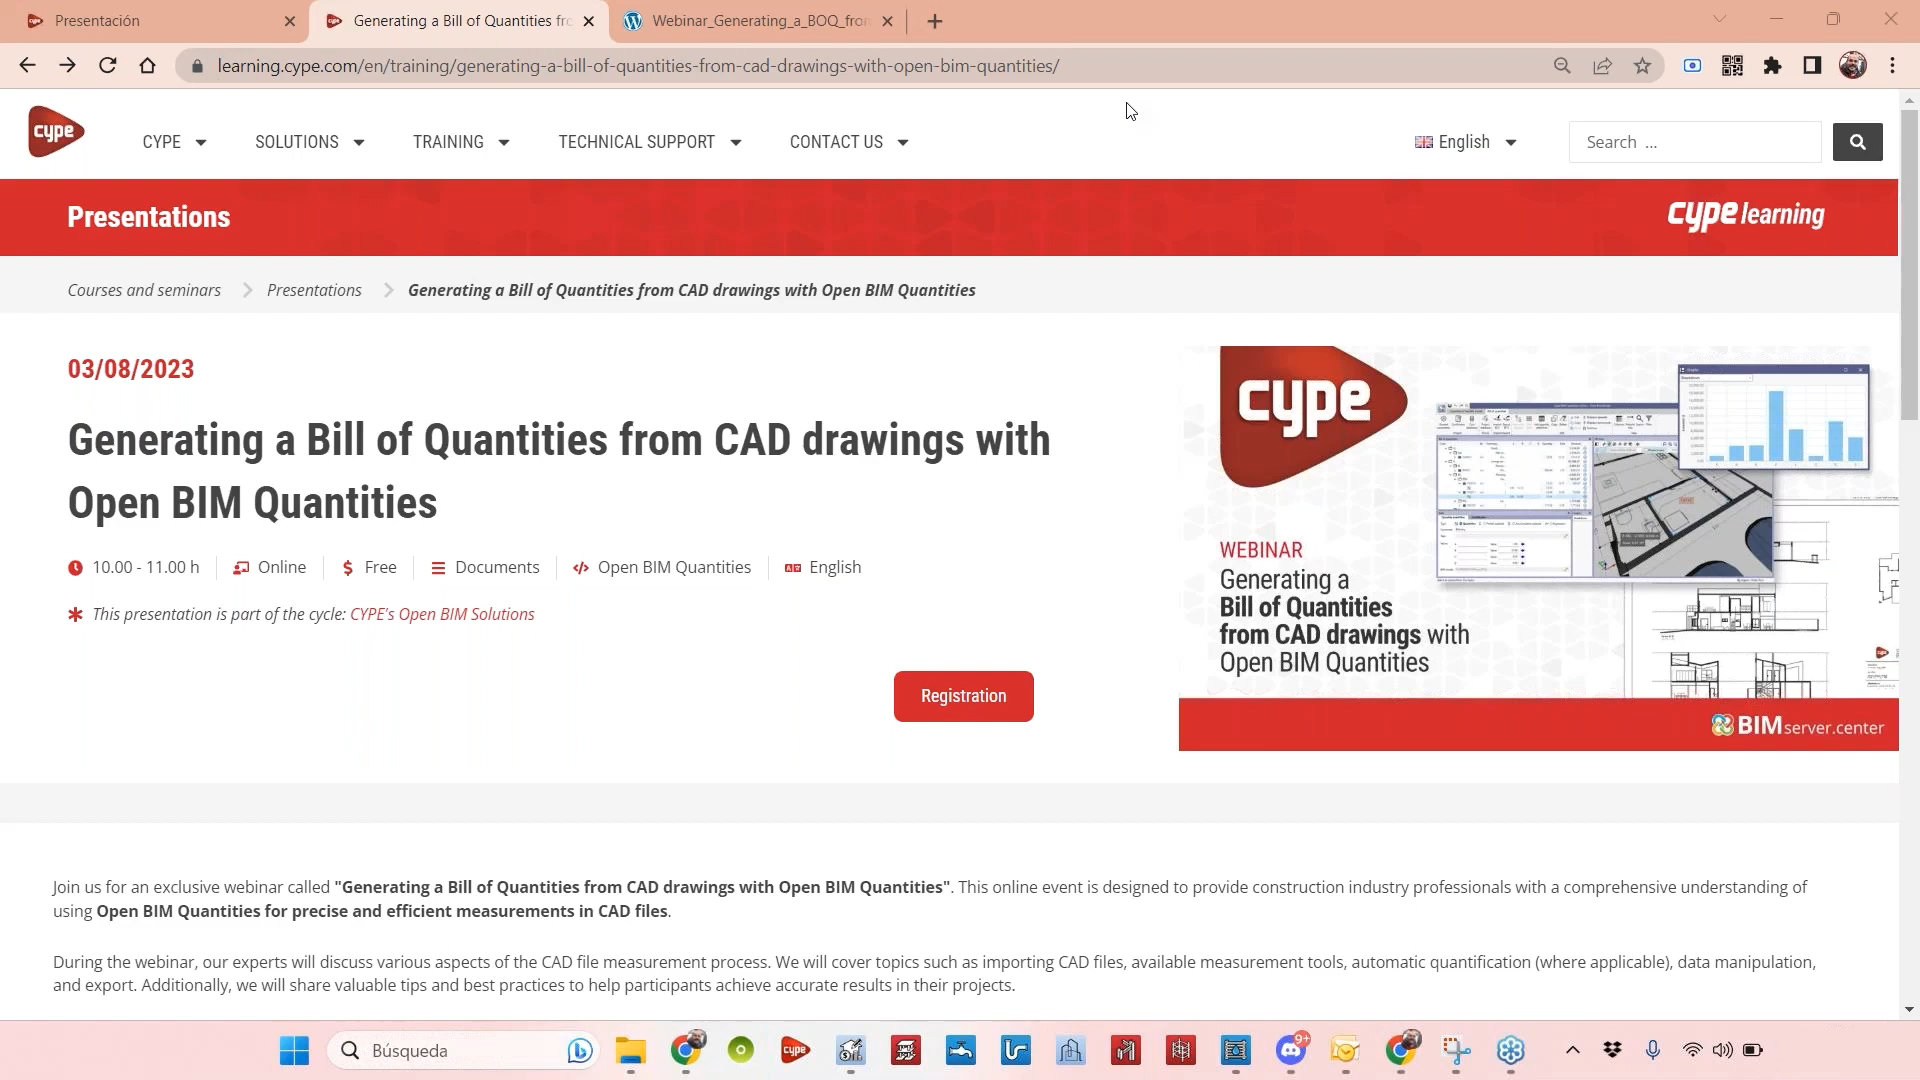 Presentación
Generating a Bill of Quantities fr
Webinar_Generating_a_BOQ_fro
learning.cype.com/en/training/generating-a-bill-of-quantities-from-cad-drawings-with-open-bim-quantities/
cype
CYPE
SOLUTIONS
TRAINING
TECHNICAL SUPPORT
CONTACT US
English
Search ...
Presentations
cype learning
Courses and seminars
Presentations
Generating a Bill of Quantities from CAD drawings with Open BIM Quantities
03/08/2023
Generating a Bill of Quantities from CAD drawings with
Open BIM Quantities
10.00 - 11.00 h
Online
Free
Documents
Open BIM Quantities
English
This presentation is part of the cycle: CYPE's Open BIM Solutions
Registration
cype
WEBINAR
Generating a
Bill of Quantities
from CAD drawings with
Open BIM Quantities
BIMserver.center
Join us for an exclusive webinar called "Generating a Bill of Quantities from CAD drawings with Open BIM Quantities". This online event is designed to provide construction industry professionals with a comprehensive understanding of
using Open BIM Quantities for precise and efficient measurements in CAD files.
During the webinar, our experts will discuss various aspects of the CAD file measurement process. We will cover topics such as importing CAD files, available measurement tools, automatic quantification (where applicable), data manipulation,
and export. Additionally, we will share valuable tips and best practices to help participants achieve accurate results in their projects.
Búsqueda
cype
9+